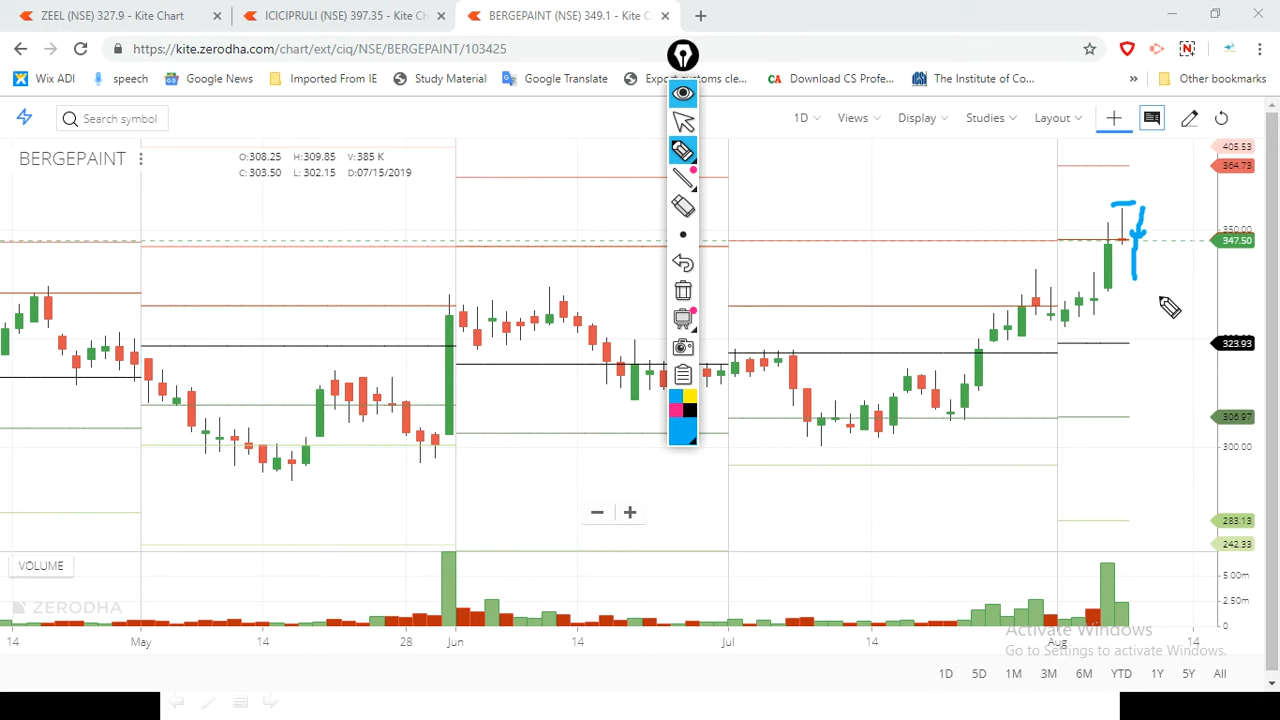 ZEEL (NSE) 327.9 - Kite Chart
ICICIPRULI (NSE) 397.35 - Kite Ch
BERGEPAINT (NSE) 349.1 - Kite C
https://kite.zerodha.com/chart/ext/ciq/NSE/BERGEPAINT/103425
Wix ADI
speech
Google News
Imported From IE
Study Material
Google Translate
Export customs cle...
Download CS Profe...
The Institute of Co...
»
Other bookmarks
Search symbol
1D
Views
Display
Studies
Layout
BERGEPAINT
O:308.25 H:309.85 V:385 K
C:303.50 L:302.15 D:07/15/2019
405.53
364.73
350.00
347.50
323.93
306.97
300.00
283.13
242.33
VOLUME
5.00m
2.50m
0
ZERODHA
14 May 14 28 Jun 14 Jul 14 Aug 14
Activate Windows
Go to Settings to activate Windows.
1D 5D 1M 3M 6M YTD 1Y 5Y All